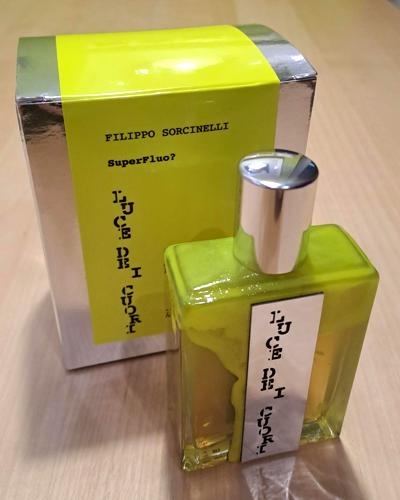 FILIPPO SORCINELLI
SuperFluo?
LUCE DEI CUORI
LUCE DEI CUORI